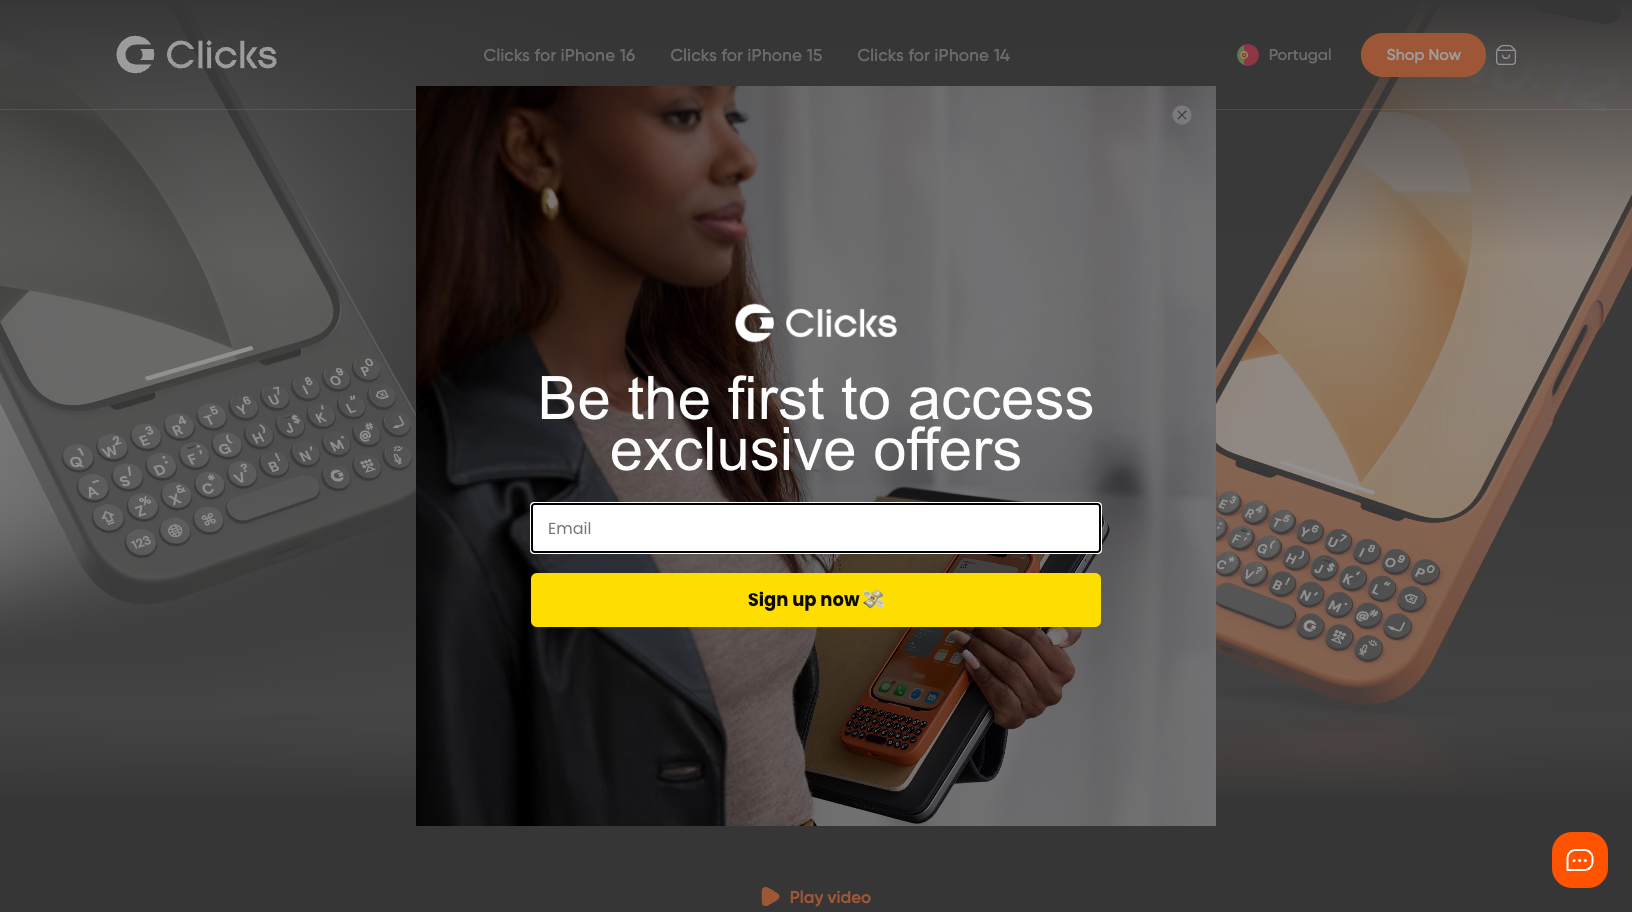 Clicks
Clicks for iPhone 16
Clicks for iPhone 15
Clicks for iPhone 14
Portugal
Shop Now
Clicks
Be the first to access
exclusive offers
Email
Sign up now 💸
Play video